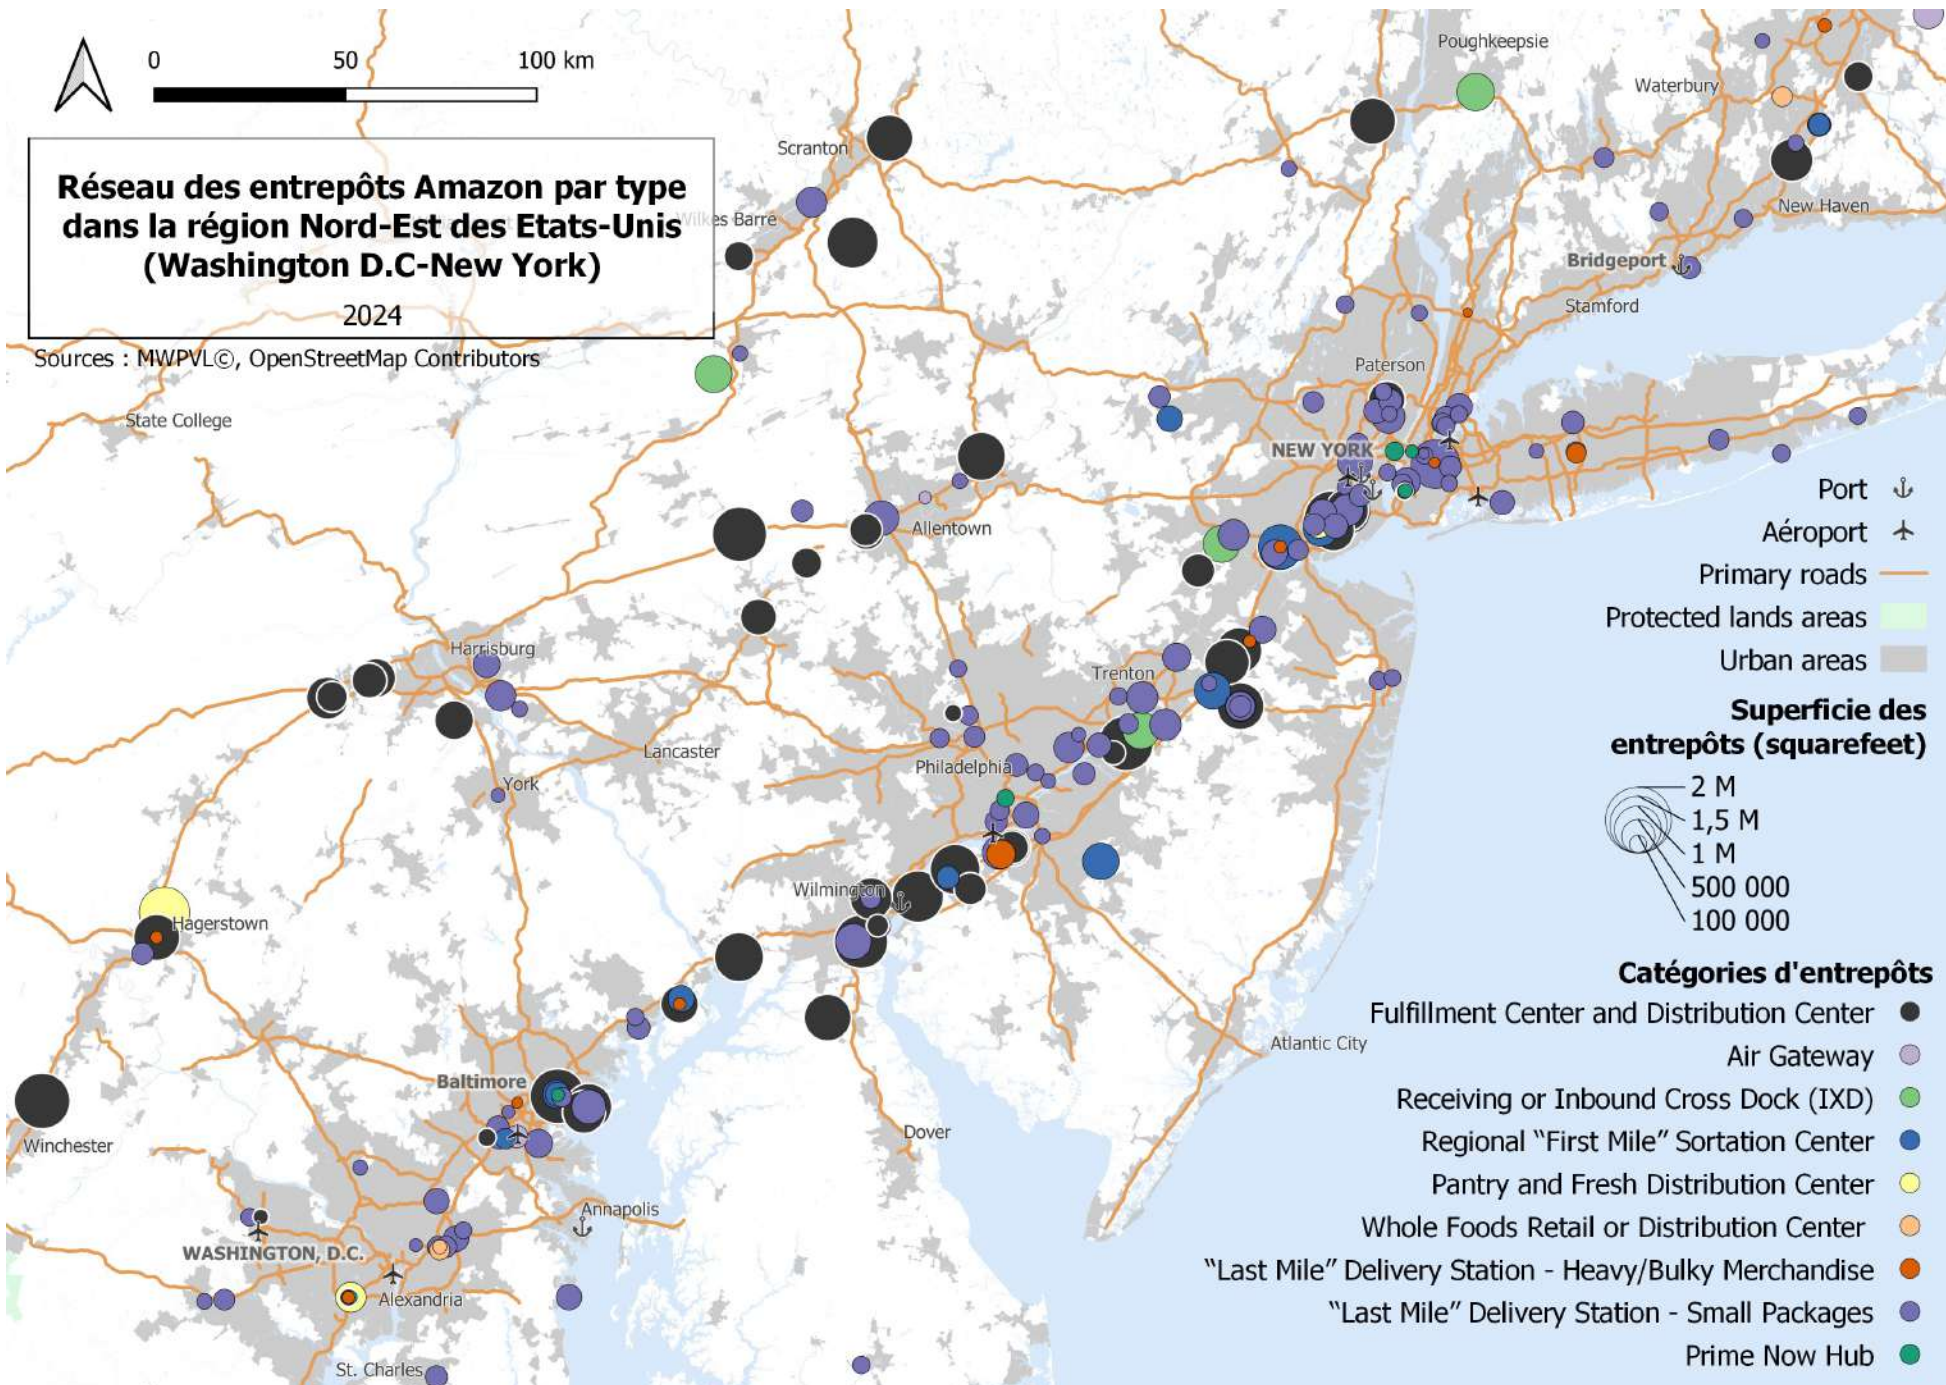 0 50 100 km
Réseau des entrepôts Amazon par type
dans la région Nord-Est des Etats-Unis
(Washington D.C-New York)
2024
Sources : MWPVL©, OpenStreetMap Contributors
Poughkeepsie
Waterbury
Scranton
Wilkes Barre
New Haven
Bridgeport
Stamford
Paterson
State College
NEW YORK
Allentown
Harrisburg
Trenton
Lancaster
Philadelphia
York
Wilmington
Hagerstown
Atlantic City
Baltimore
Winchester
Dover
Annapolis
WASHINGTON, D.C.
Alexandria
St. Charles
Port
Aéroport
Primary roads
Protected lands areas
Urban areas
Superficie des
entrepôts (squarefeet)
2 M
1,5 M
1 M
500 000
100 000
Catégories d'entrepôts
Fulfillment Center and Distribution Center
Air Gateway
Receiving or Inbound Cross Dock (IXD)
Regional “First Mile” Sortation Center
Pantry and Fresh Distribution Center
Whole Foods Retail or Distribution Center
“Last Mile” Delivery Station - Heavy/Bulky Merchandise
“Last Mile” Delivery Station - Small Packages
Prime Now Hub